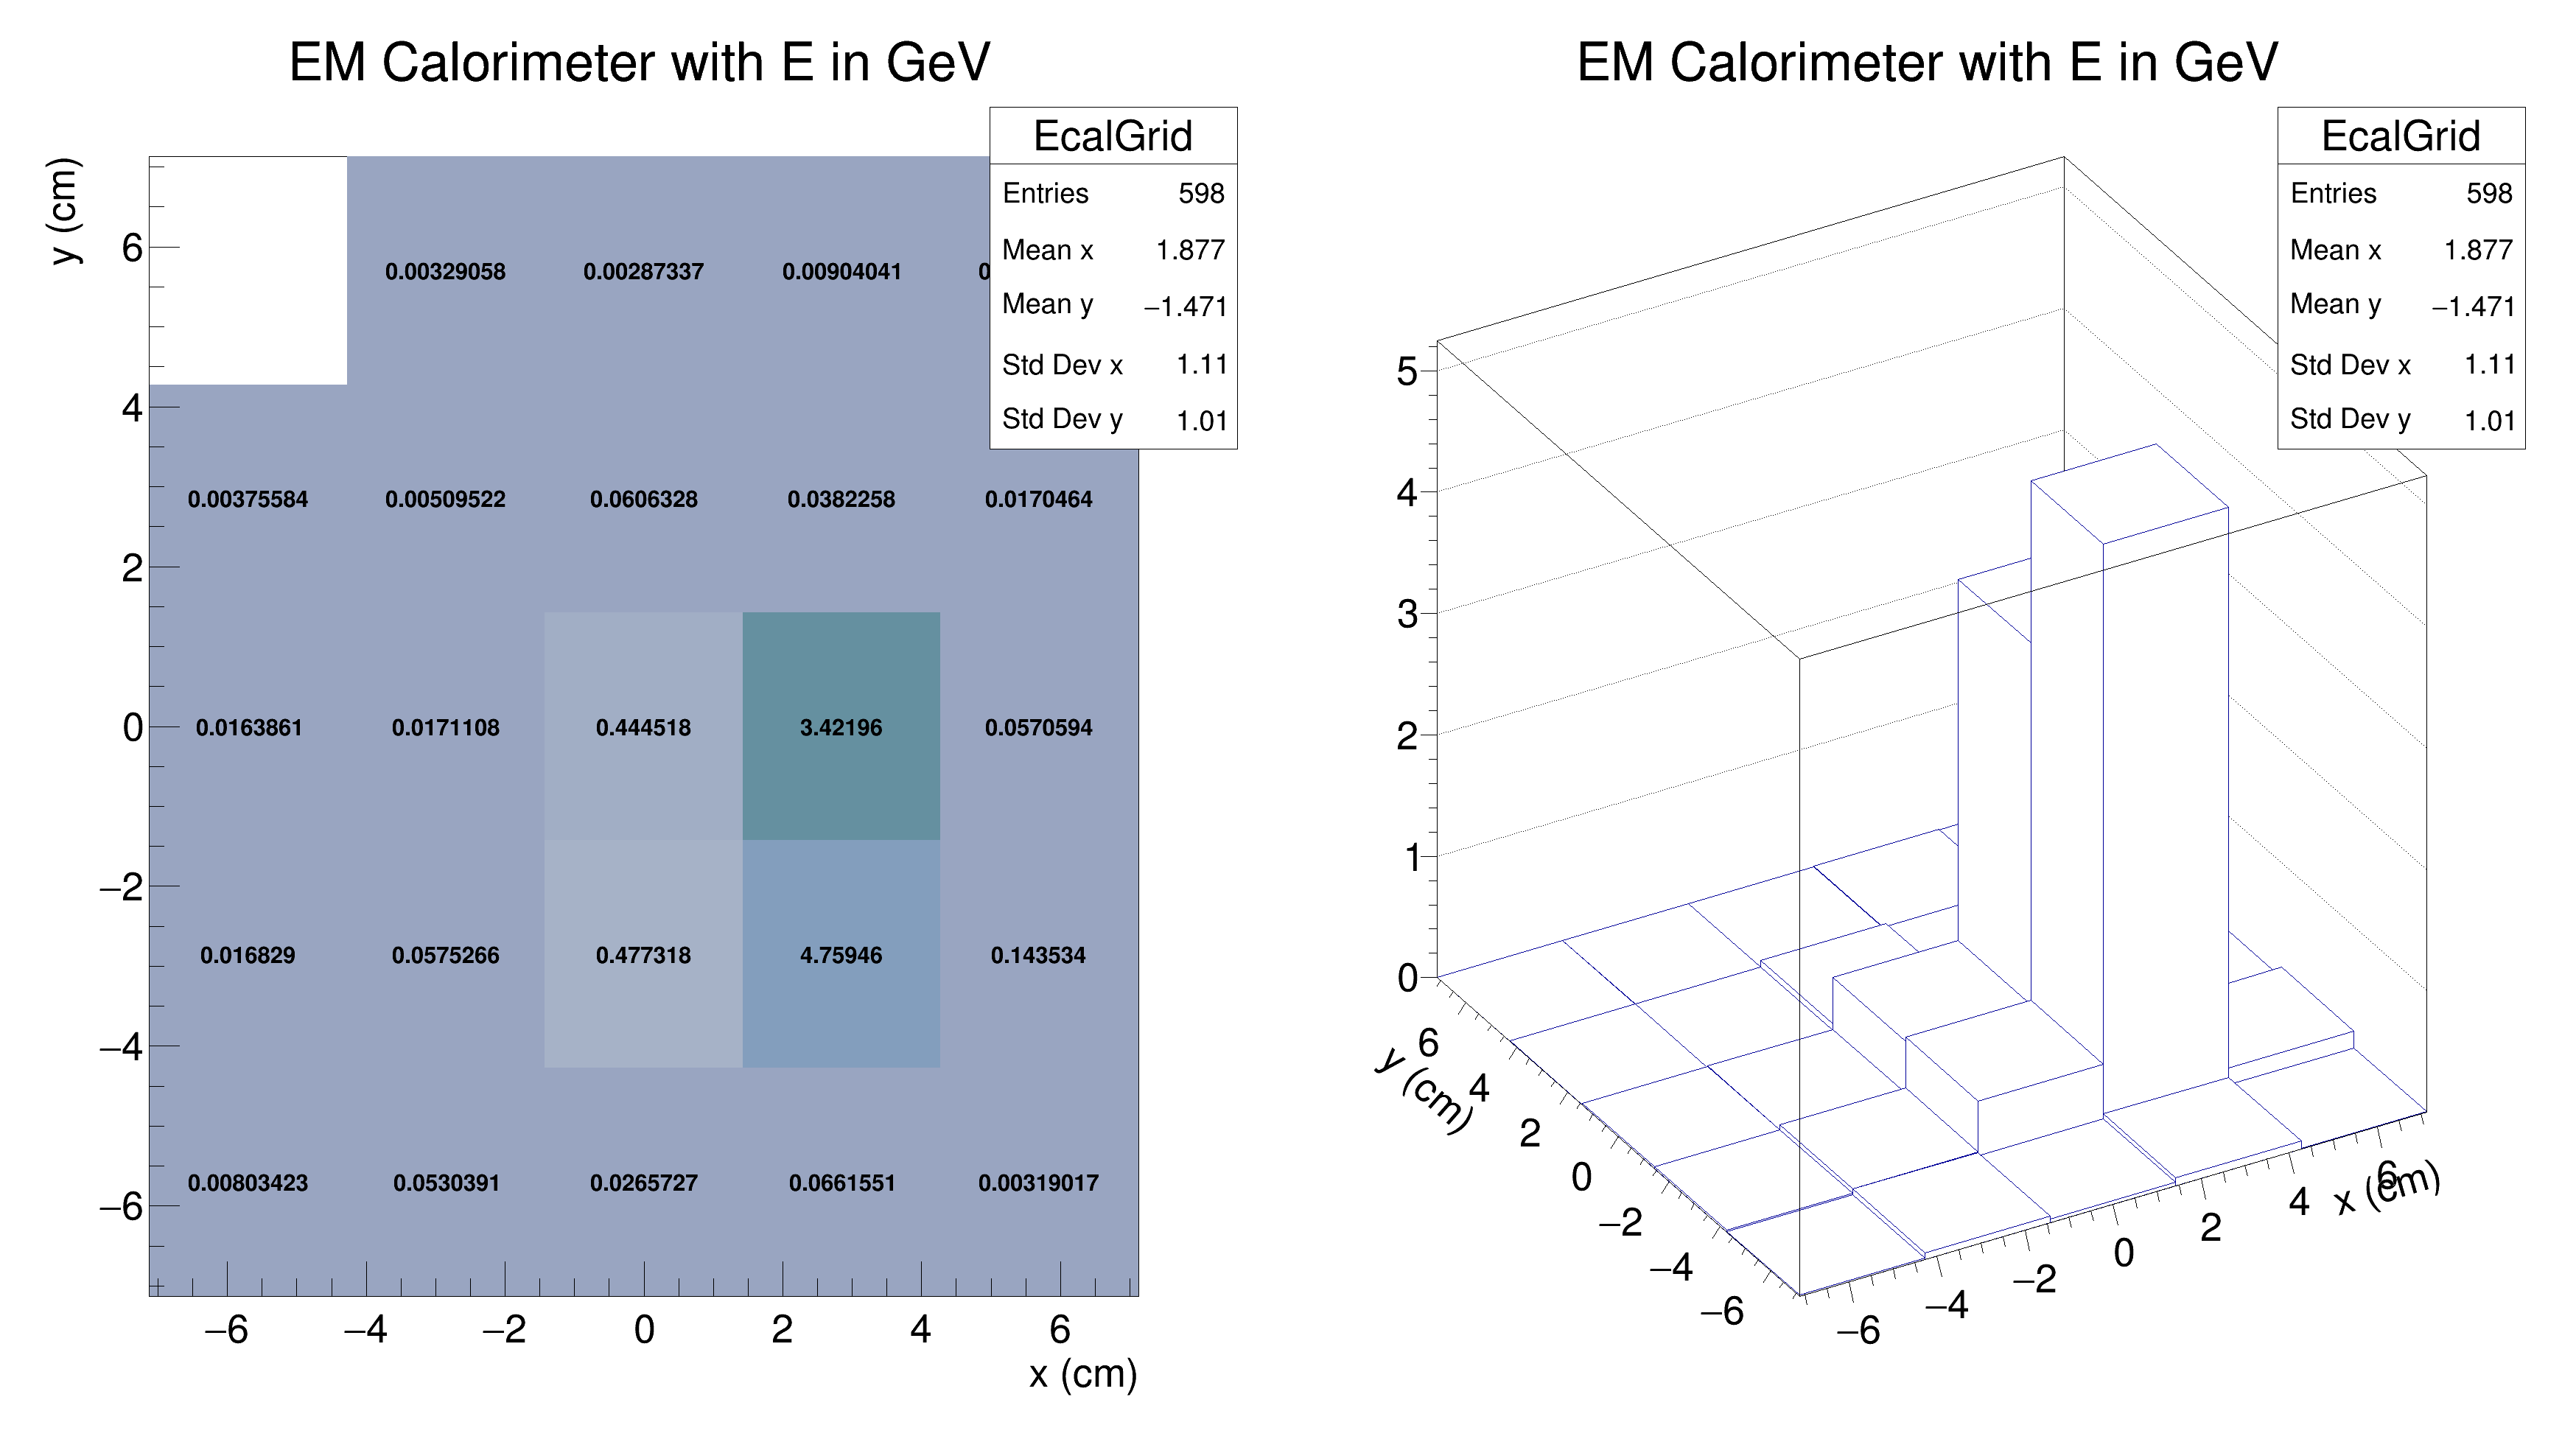 EM Calorimeter with E in GeV
EcalGrid
Entries 598
Mean x 1.877
Mean y −1.471
Std Dev x 1.11
Std Dev y 1.01
y (cm)
6
4
2
0
−2
−4
−6
0.00329058 0.00287337 0.00904041
0.00375584 0.00509522 0.0606328 0.0382258 0.0170464
0.0163861 0.0171108 0.444518 3.42196 0.0570594
0.016829 0.0575266 0.477318 4.75946 0.143534
0.00803423 0.0530391 0.0265727 0.0661551 0.00319017
−6 −4 −2 0 2 4 6
x (cm)
EM Calorimeter with E in GeV
EcalGrid
Entries 598
Mean x 1.877
Mean y −1.471
Std Dev x 1.11
Std Dev y 1.01
5
4
3
2
1
0
6
4
2
0
−2
−4
−6
y (cm)
−6
−4
−2
0
2
4
6
x (cm)